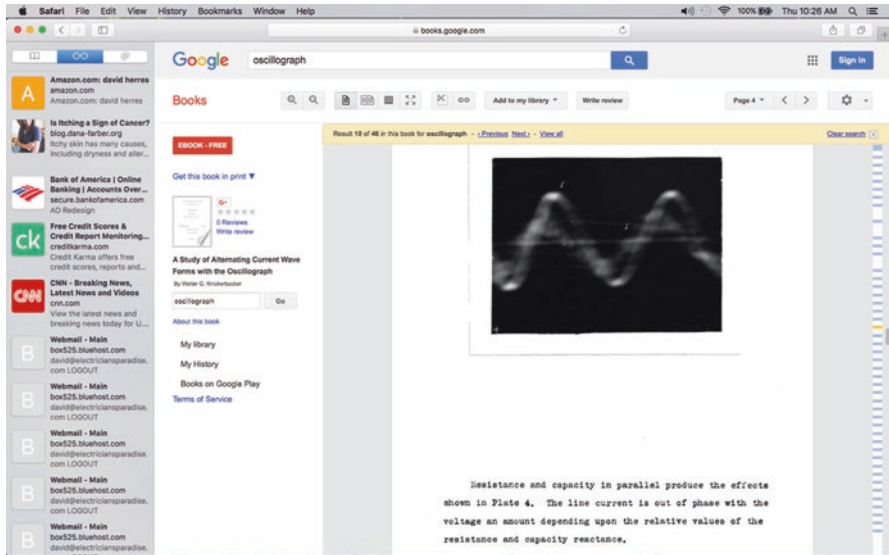 Safari File Edit View History Bookmarks Window Help
100% Thu 10:26 AM
books.google.com
Google oscillograph Sign in
Books Add to my library Write review Page 4
Result 10 of 46 in this book for oscillograph - ‹ Previous Next › - View all Clear search
Amazon.com: david herres
amazon.com
Amazon.com: david herres
Is Itching a Sign of Cancer?
blog.dana-farber.org
Itchy skin has many causes,
including dryness and aller...
Bank of America | Online
Banking | Accounts Over...
secure.bankofamerica.com
AO Redesign
ck
Free Credit Scores &
Credit Report Monitoring...
creditkarma.com
Credit Karma offers free
credit scores, reports and...
CNN
CNN - Breaking News,
Latest News and Videos
cnn.com
View the latest news and
breaking news today for U....
Webmail - Main
box525.bluehost.com
david@electriciansparadise.
com LOGOUT
Webmail - Main
box525.bluehost.com
david@electriciansparadise.
com LOGOUT
Webmail - Main
box525.bluehost.com
david@electriciansparadise.
com LOGOUT
Webmail - Main
box525.bluehost.com
david@electriciansparadise.
com LOGOUT
Webmail - Main
box525.bluehost.com
david@electriciansparadise.
EBOOK - FREE
Get this book in print ▼
G+
0 Reviews
Write review
A Study of Alternating Current Wave
Forms with the Oscillograph
By Walter G. Knickerbocker
oscillograph Go
About this book
My library
My History
Books on Google Play
Terms of Service
Resistance and capacity in parallel produce the effects
shown in Plate 4. The line current is out of phase with the
voltage an amount depending upon the relative values of the
resistance and capacity reactance.